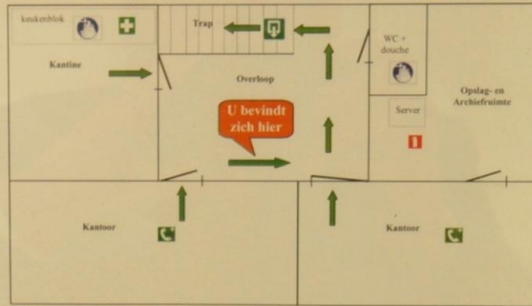 keukenblok
Kantine
Trap
Overloop
WC +
douche
Opslag- en
Archiefruimte
Server
U bevindt
zich hier
Kantoor
Kantoor